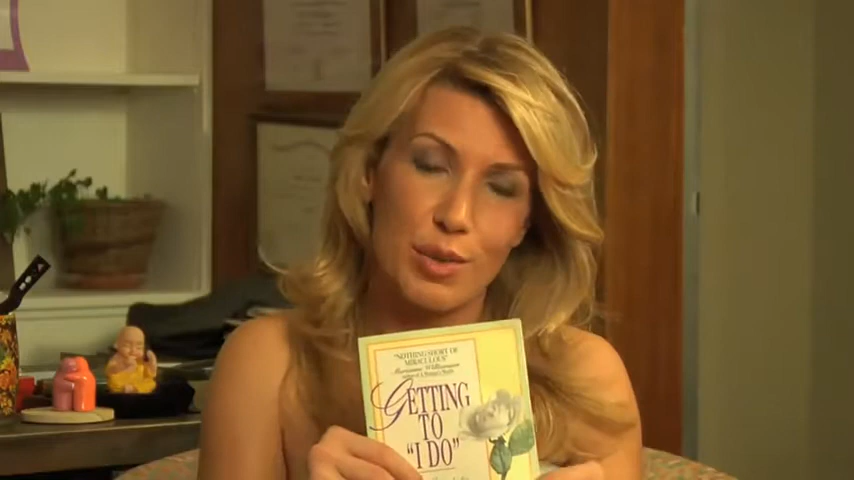 "NOTHING SHORT OF
MIRACULOUS"
Marianne Williamson
GETTING
TO
"I DO"